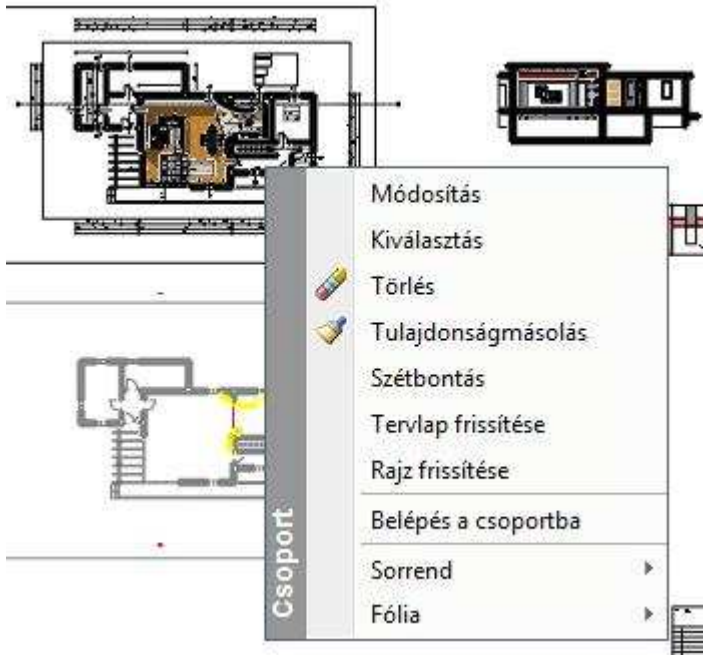 Módosítás
Kiválasztás
Törlés
Tulajdonságmásolás
Szétbontás
Tervlap frissítése
Rajz frissítése
Belépés a csoportba
Sorrend
Fólia
Csoport